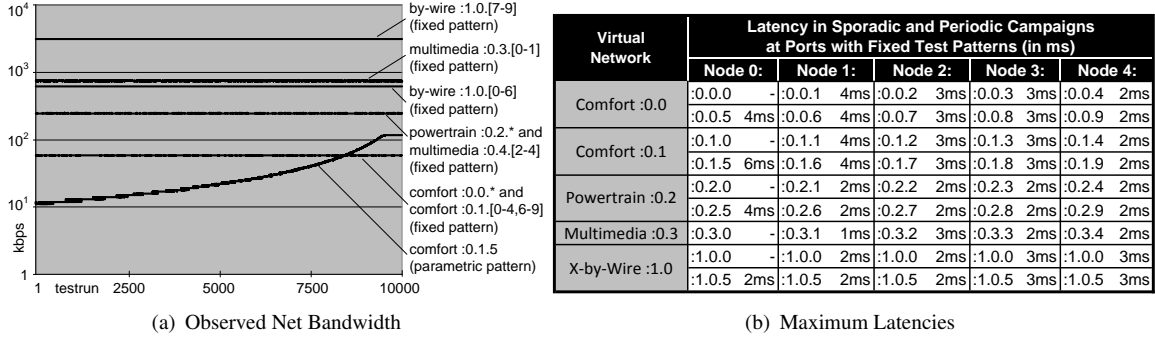 10⁴
10³
10²
10¹
1
kbps
1 testrun 2500 5000 7500 10000
by-wire :1.0.[7-9]
(fixed pattern)
multimedia :0.3.[0-1]
(fixed pattern)
by-wire :1.0.[0-6]
(fixed pattern)
powertrain :0.2.* and
multimedia :0.4.[2-4]
(fixed pattern)
comfort :0.0.* and
comfort :0.1.[0-4,6-9]
(fixed pattern)
comfort :0.1.5
(parametric pattern)
(a) Observed Net Bandwidth
Virtual Network
Latency in Sporadic and Periodic Campaigns
at Ports with Fixed Test Patterns (in ms)
Node 0: Node 1: Node 2: Node 3: Node 4:
Comfort :0.0
:0.0.0 - :0.0.1 4ms :0.0.2 3ms :0.0.3 3ms :0.0.4 2ms
:0.0.5 4ms :0.0.6 4ms :0.0.7 3ms :0.0.8 3ms :0.0.9 2ms
Comfort :0.1
:0.1.0 - :0.1.1 4ms :0.1.2 3ms :0.1.3 3ms :0.1.4 2ms
:0.1.5 6ms :0.1.6 4ms :0.1.7 3ms :0.1.8 3ms :0.1.9 2ms
Powertrain :0.2
:0.2.0 - :0.2.1 2ms :0.2.2 2ms :0.2.3 2ms :0.2.4 2ms
:0.2.5 4ms :0.2.6 2ms :0.2.7 2ms :0.2.8 2ms :0.2.9 2ms
Multimedia :0.3
:0.3.0 - :0.3.1 1ms :0.3.2 3ms :0.3.3 2ms :0.3.4 2ms
X-by-Wire :1.0
:1.0.0 - :1.0.0 2ms :1.0.0 2ms :1.0.0 3ms :1.0.0 3ms
:1.0.5 2ms :1.0.5 2ms :1.0.5 2ms :1.0.5 3ms :1.0.5 3ms
(b) Maximum Latencies